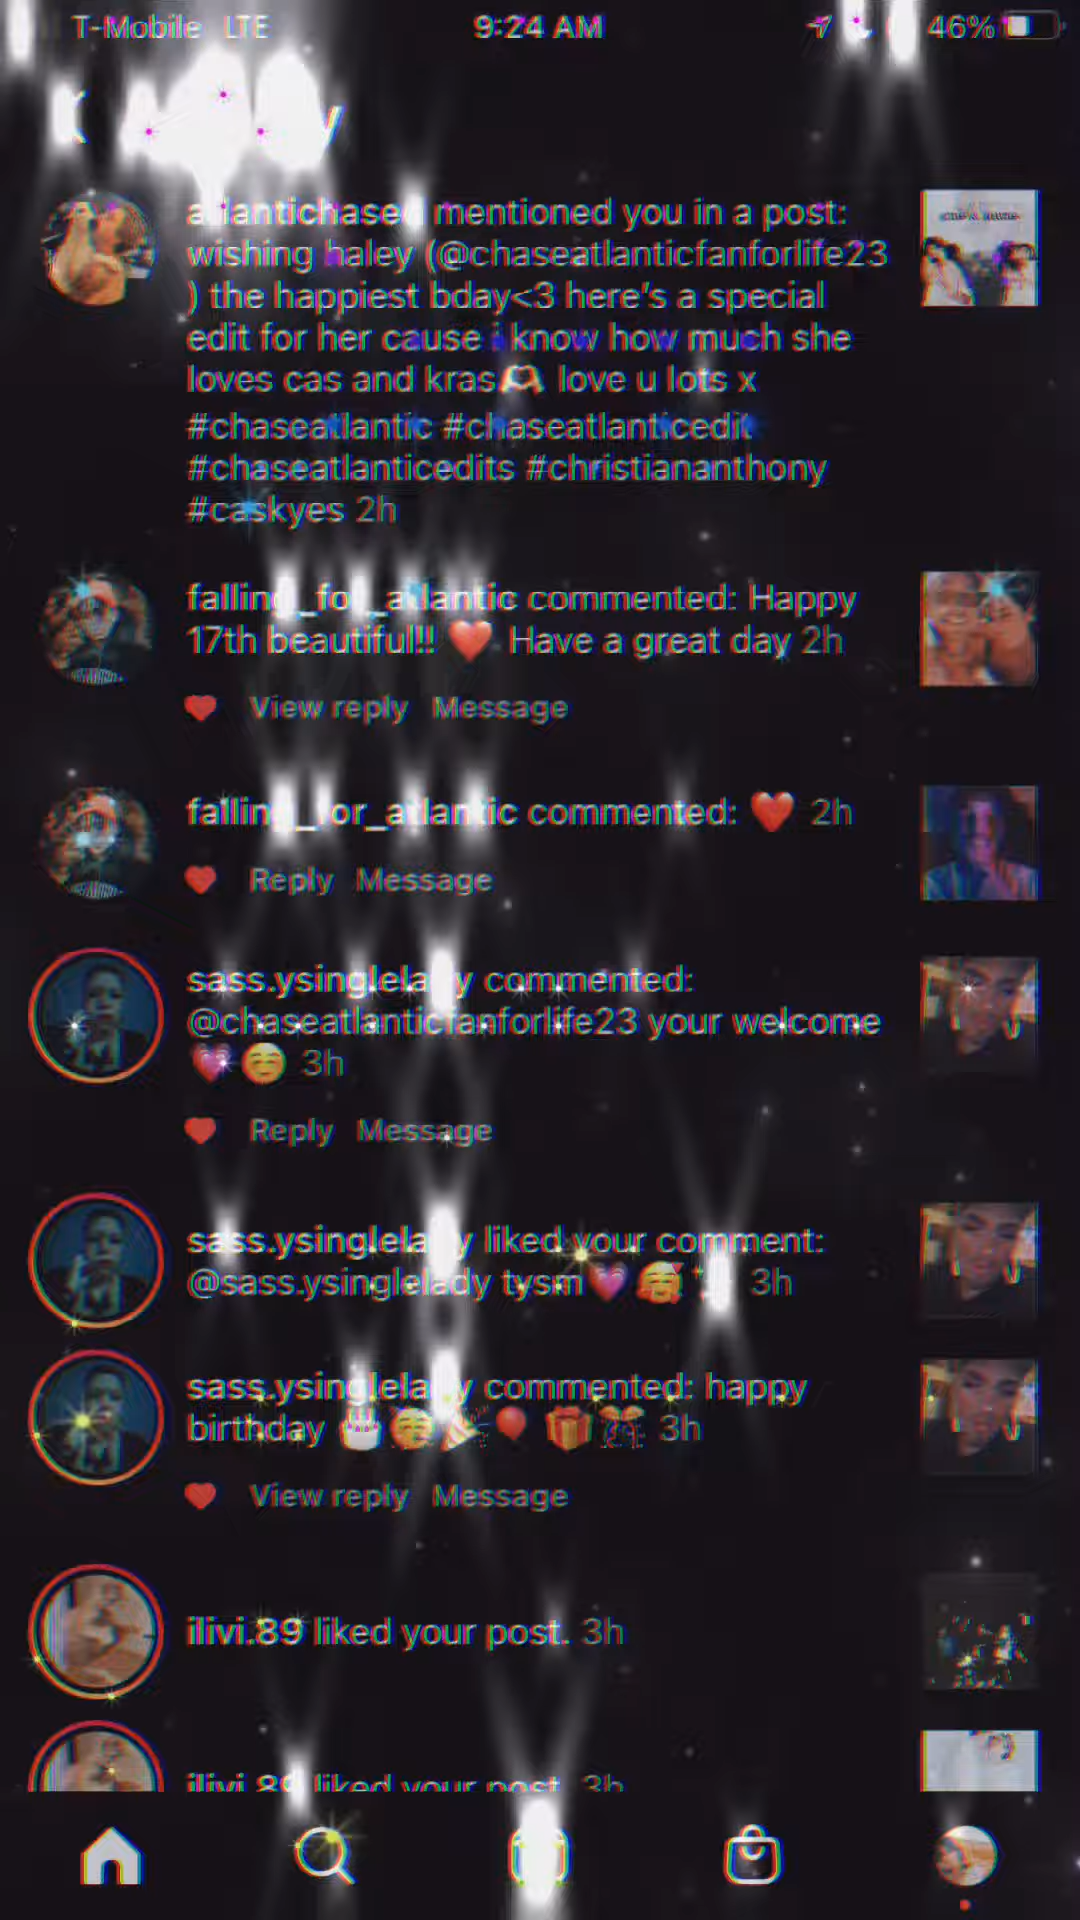 T-Mobile LTE 9:24 AM 46%
atlantichased mentioned you in a post:
wishing haley (@chaseatlanticfanforlife23
) the happiest bday<3 here's a special
edit for her cause i know how much she
loves cas and kras🫶 love u lots x
#chaseatlantic #chaseatlanticedit
#chaseatlanticedits #christiananthony
#caskyes 2h
falling_for_atlantic commented: Happy
17th beautiful!! ❤️ Have a great day 2h
View reply Message
falling_for_atlantic commented: ❤️ 2h
Reply Message
sass.ysinglelady commented:
@chaseatlanticfanforlife23 your welcome
💗😊 3h
Reply Message
sass.ysinglelady liked your comment:
@sass.ysinglelady tysm💗🥰 3h
sass.ysinglelady commented: happy
birthday 🎂🥳🎉🎈🎁🎊 3h
View reply Message
ilivi.89 liked your post. 3h
ilivi.89 liked your post. 3h